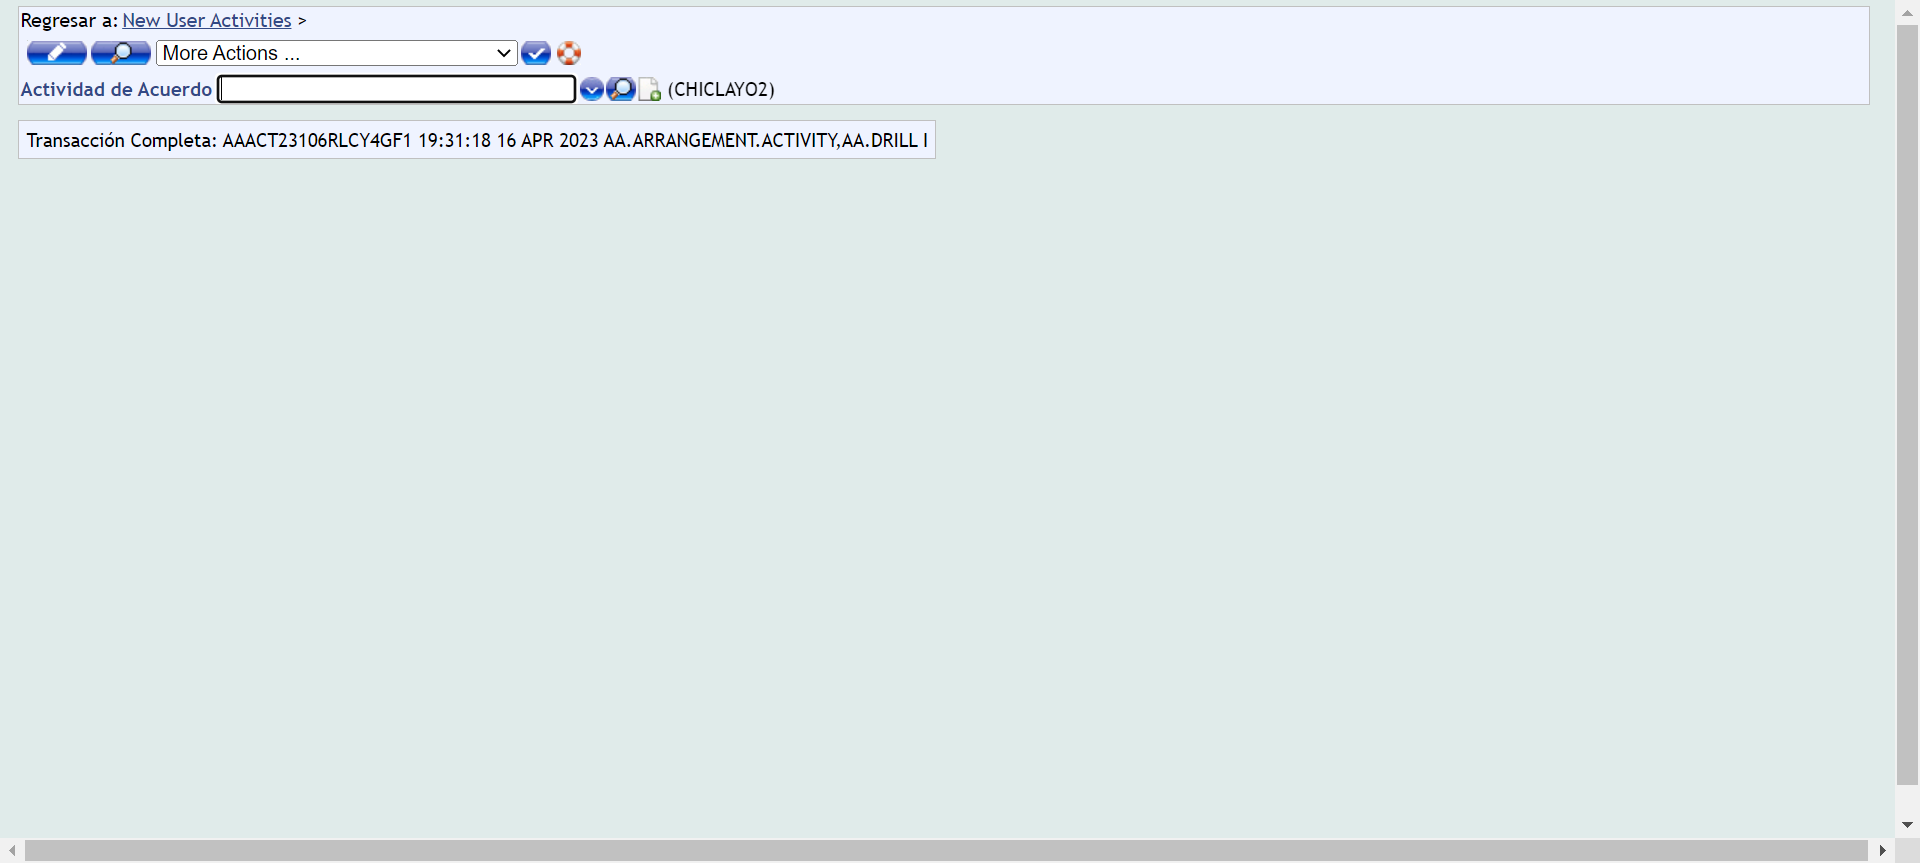 Regresar a: New User Activities >
More Actions ...
Actividad de Acuerdo (CHICLAYO2)
Transacción Completa: AAACT23106RLCY4GF1 19:31:18 16 APR 2023 AA.ARRANGEMENT.ACTIVITY,AA.DRILL I